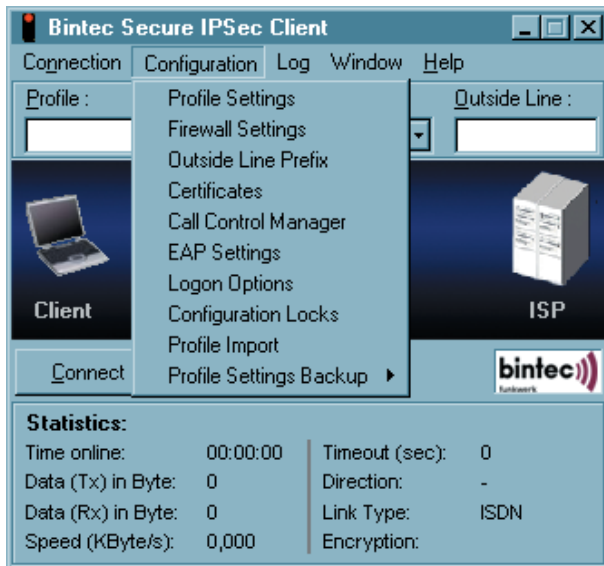 Bintec Secure IPSec Client
Connection Configuration Log Window Help
Profile : Outside Line :
Profile Settings
Firewall Settings
Outside Line Prefix
Certificates
Call Control Manager
EAP Settings
Logon Options
Configuration Locks
Profile Import
Profile Settings Backup
Client
ISP
Connect
bintec
funkwerk
Statistics:
Time online: 00:00:00 Timeout (sec): 0
Data (Tx) in Byte: 0 Direction: -
Data (Rx) in Byte: 0 Link Type: ISDN
Speed (KByte/s): 0,000 Encryption: